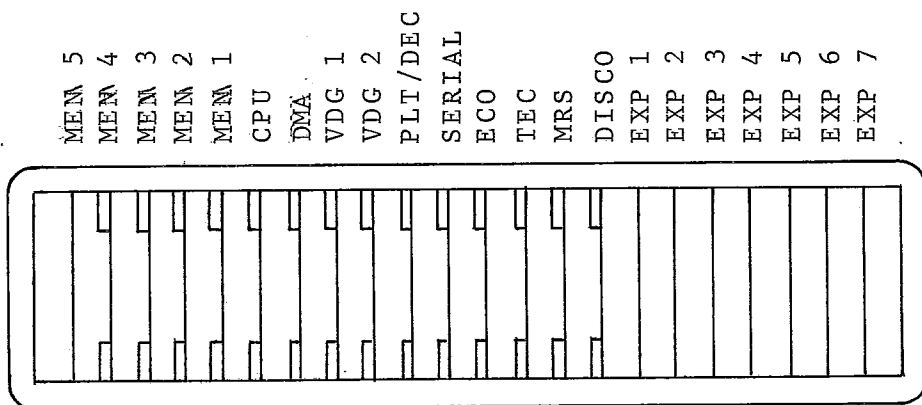 MEM 5
MEM 4
MEM 3
MEM 2
MEM 1
CPU
DMA
VDG 1
VDG 2
PLT/DEC
SERIAL
ECO
TEC
MRS
DISCO
EXP 1
EXP 2
EXP 3
EXP 4
EXP 5
EXP 6
EXP 7